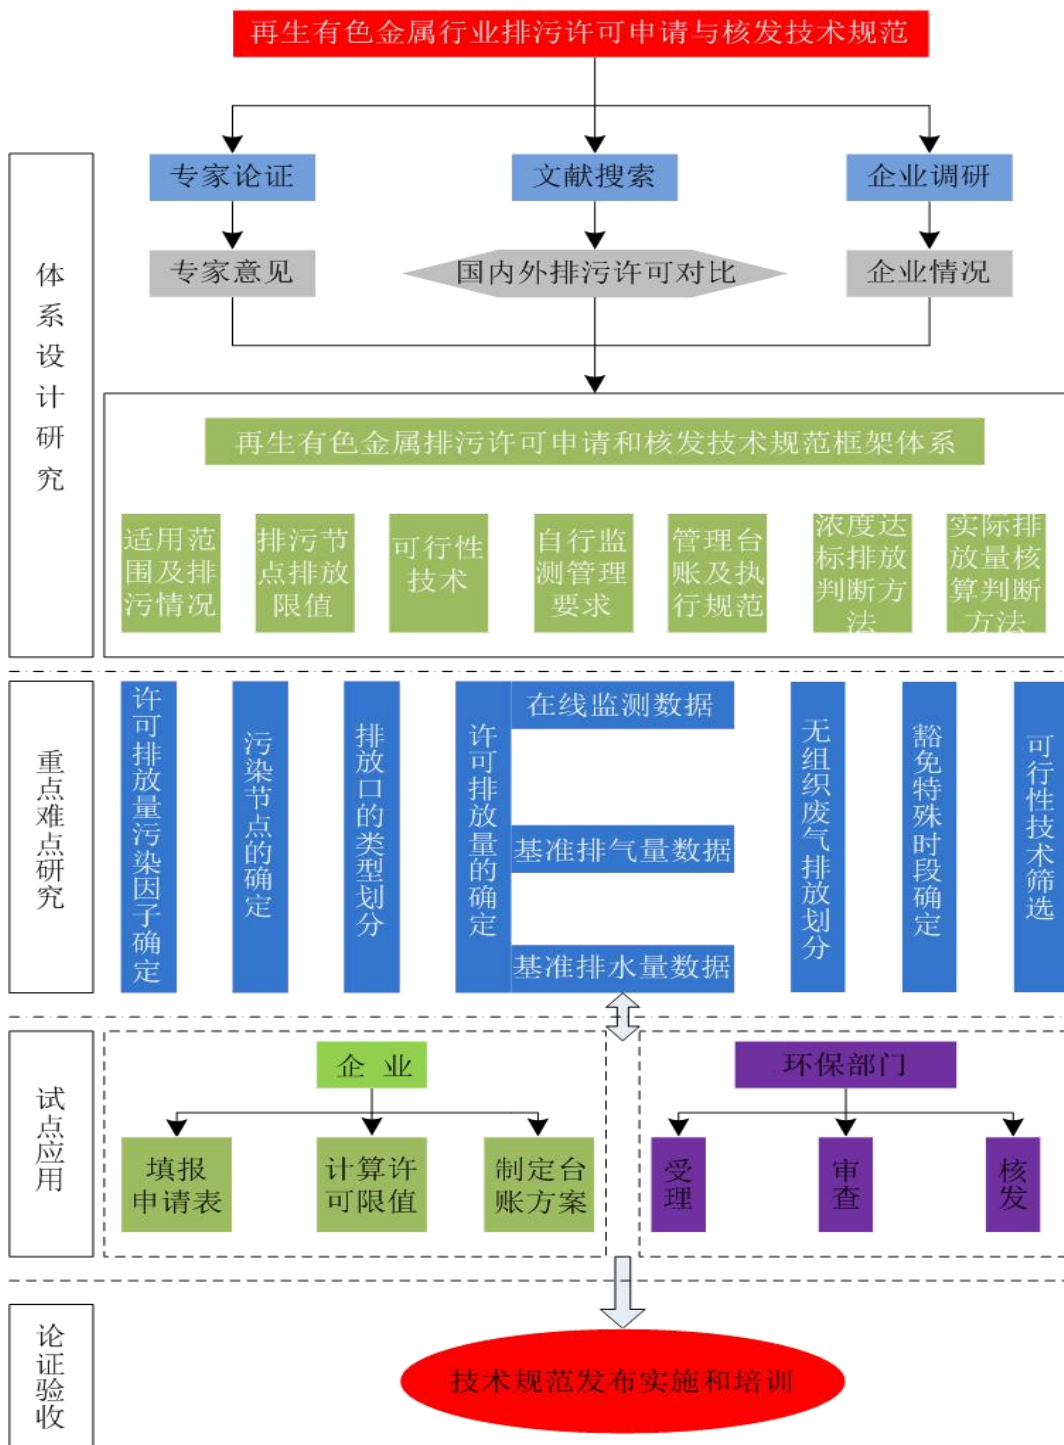 再生有色金属行业排污许可申请与核发技术规范
体系设计研究
专家论证
文献搜索
企业调研
专家意见
国内外排污许可对比
企业情况
再生有色金属排污许可申请和核发技术规范框架体系
适用范
围及排
污情况
排污节
点排放
限值
可行性
技术
自行监
测管理
要求
管理台
账及执
行规范
浓度达
标排放
判断方
法
实际排
放量核
算判断
方法
重点难点研究
许可排放量污染因子确定
污染节点的确定
排放口的类型划分
许可排放量的确定
在线监测数据
基准排气量数据
基准排水量数据
无组织废气排放划分
豁免特殊时段确定
可行性技术筛选
试点应用
企 业
填报
申请表
计算许
可限值
制定台
账方案
环保部门
受理
审查
核发
论证验收
技术规范发布实施和培训